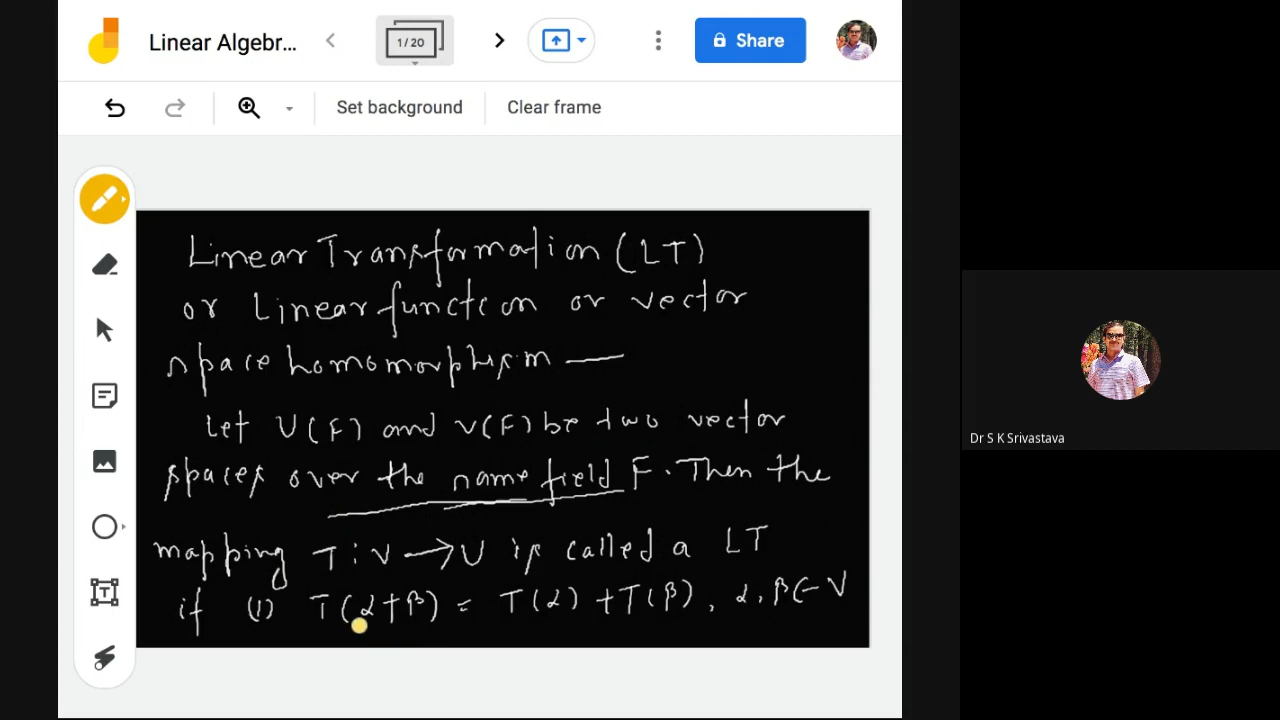 Linear Algebr...
1/20
Share
Set background
Clear frame
Linear Transformation (LT)
or Linear function or vector
space homomorphism —
Let U(F) and V(F) be two vector
spaces over the same field F. Then the
mapping T : V → U is called a LT
if (1) T(α+β) = T(α) + T(β), α, β ∈ V
Dr S K Srivastava